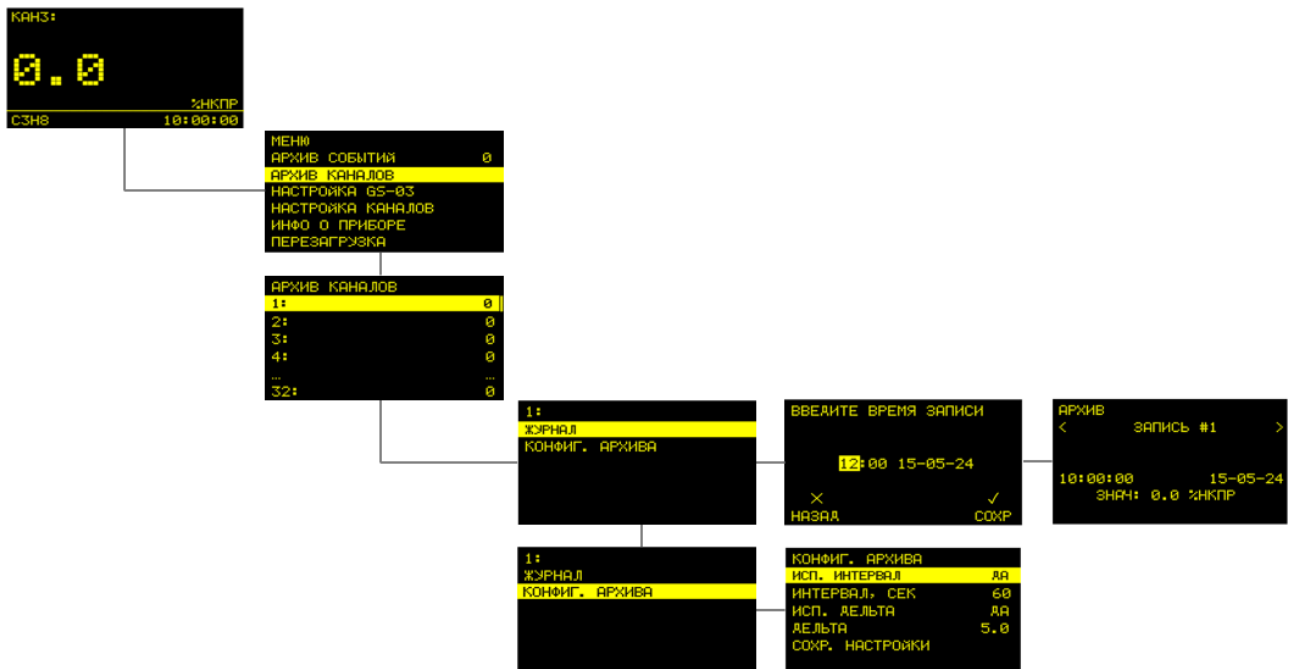 КАН3:
0.0
%НКПР
C3H8 10:00:00
МЕНЮ
АРХИВ СОБЫТИЙ 0
АРХИВ КАНАЛОВ
НАСТРОЙКА GS-03
НАСТРОЙКА КАНАЛОВ
ИНФО О ПРИБОРЕ
ПЕРЕЗАГРУЗКА
АРХИВ КАНАЛОВ
1: 0
2: 0
3: 0
4: 0
... ...
32: 0
1:
ЖУРНАЛ
КОНФИГ. АРХИВА
ВВЕДИТЕ ВРЕМЯ ЗАПИСИ
12:00 15-05-24
× ✓
НАЗАД СОХР
АРХИВ
< ЗАПИСЬ #1 >
10:00:00 15-05-24
ЗНАЧ: 0.0 %НКПР
1:
ЖУРНАЛ
КОНФИГ. АРХИВА
КОНФИГ. АРХИВА
ИСП. ИНТЕРВАЛ ДА
ИНТЕРВАЛ, СЕК 60
ИСП. ДЕЛЬТА ДА
ДЕЛЬТА 5.0
СОХР. НАСТРОЙКИ